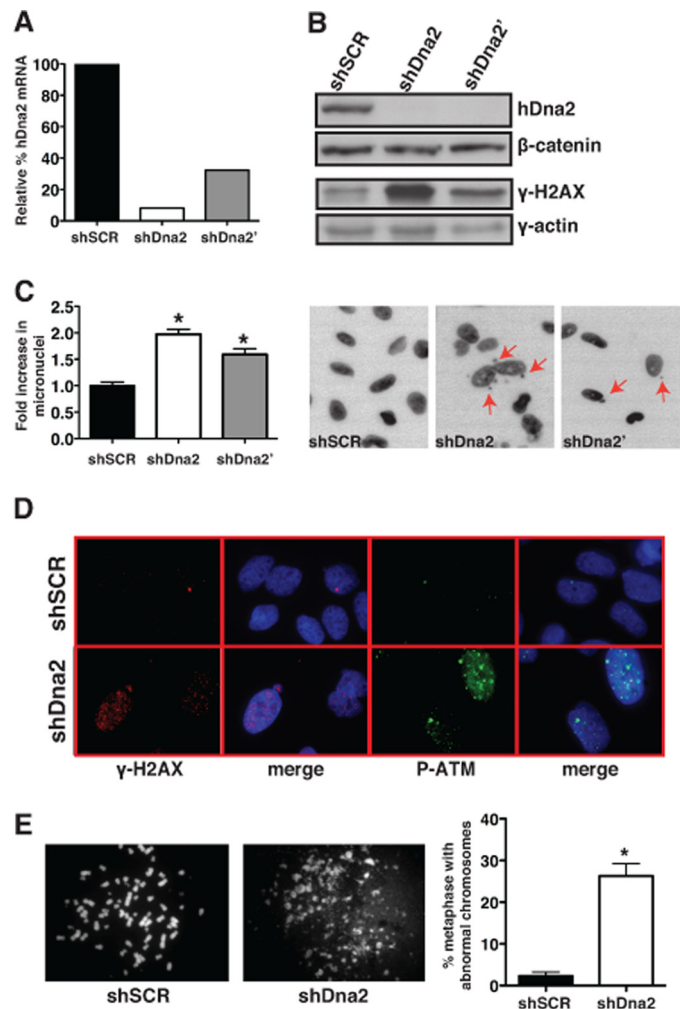 A
Relative % hDna2 mRNA
100
80
60
40
20
0
shSCR
shDna2
shDna2'
B
shSCR
shDna2
shDna2'
hDna2
β-catenin
γ-H2AX
γ-actin
C
Fold increase in
micronuclei
2.5
2.0
1.5
1.0
0.5
0.0
*
*
shSCR
shDna2
shDna2'
shSCR
shDna2
shDna2'
D
shSCR
shDna2
γ-H2AX
merge
P-ATM
merge
E
shSCR
shDna2
% metaphase with
abnormal chromosomes
40
30
20
10
0
*
shSCR
shDna2